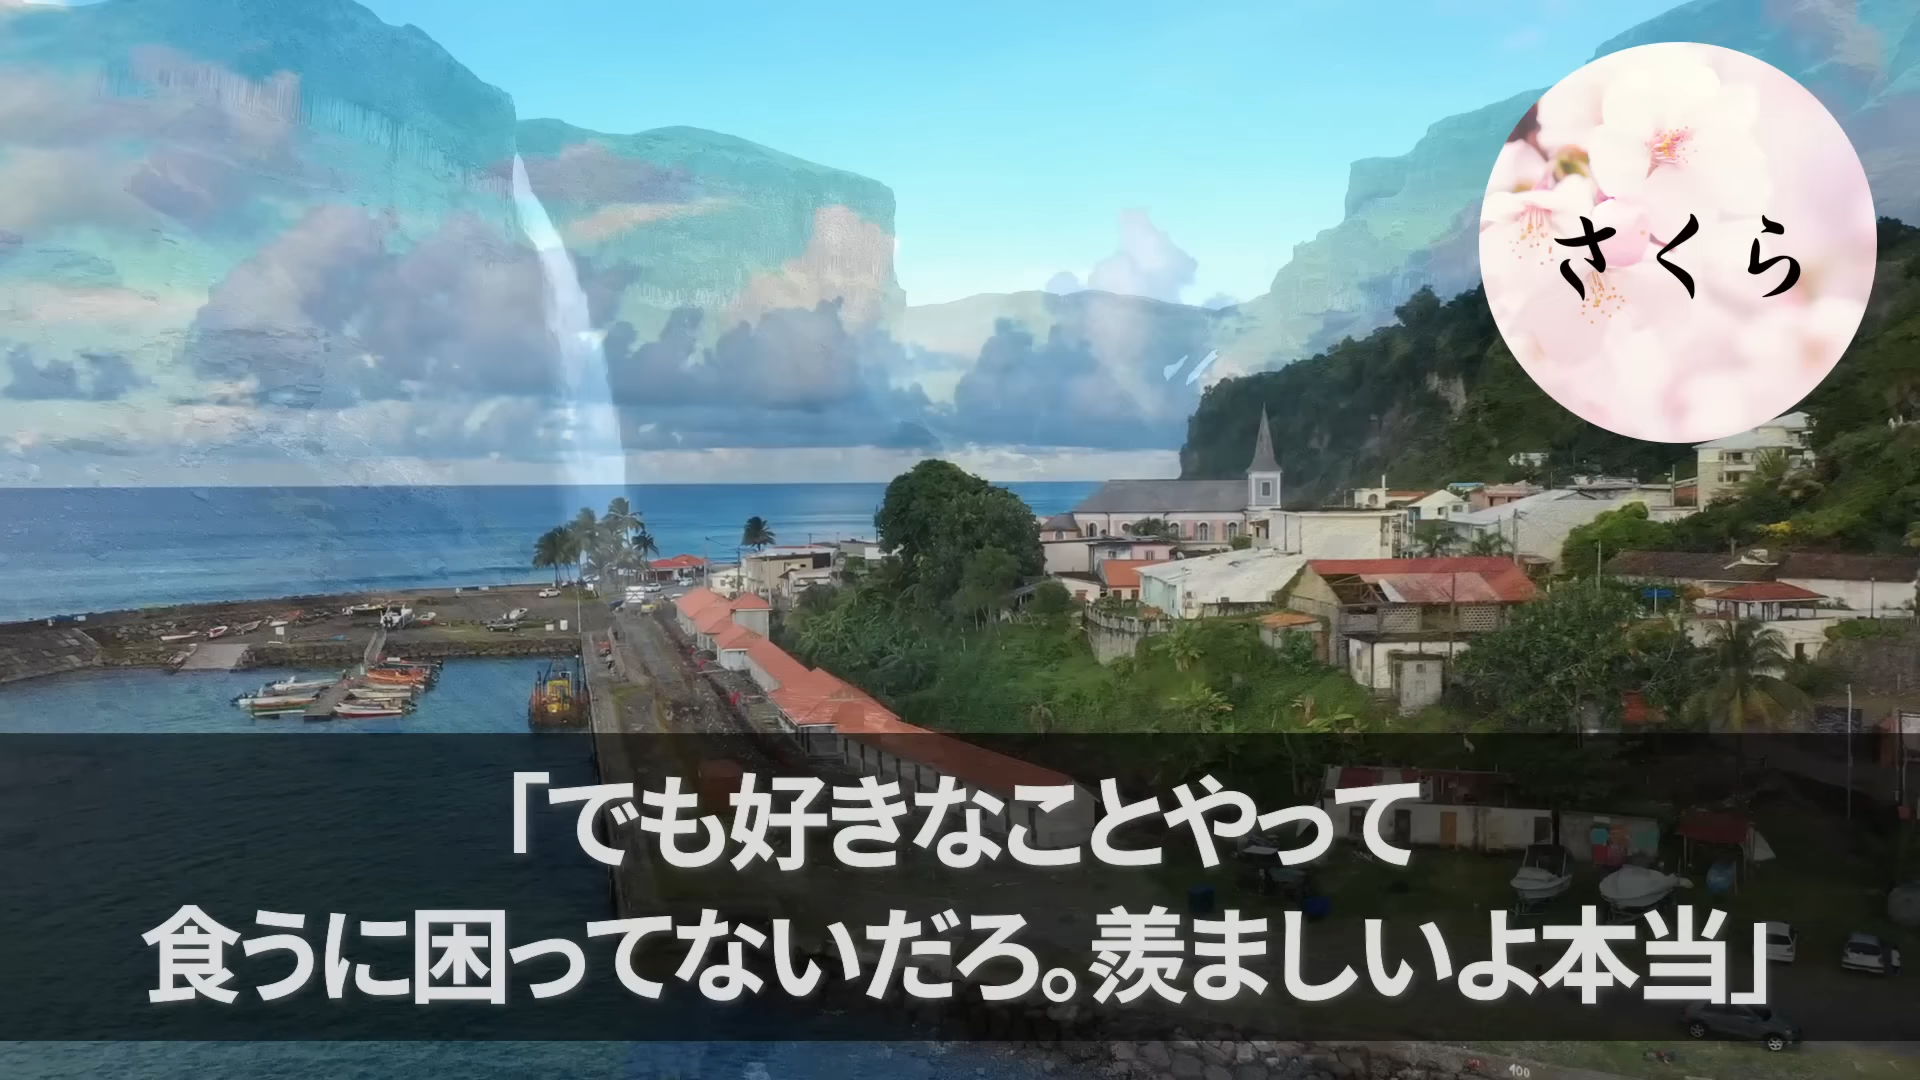 さくら
「でも好きなことやって
食うに困ってないだろ。羨ましいよ本当」
100